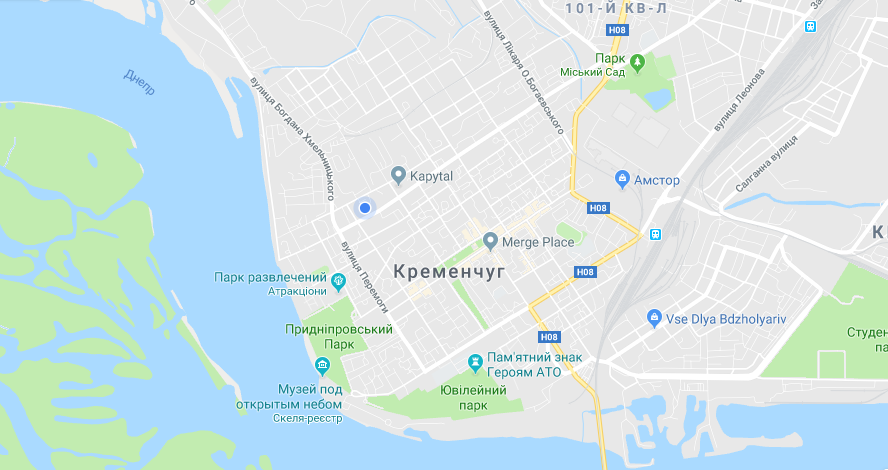 101-Й КВ-Л
H08
Парк
Міський Сад
вулиця Лікаря О.Богаєвського
вулиця Леонова
Днепр
вулиця Богдана Хмельницького
Салганна вулиця
Kapytal
Амстор
H08
Merge Place
вулиця Перемоги
Кременчуг
H08
Парк развлечений
Атракціони
Придніпровський
Парк
H08
Vse Dlya Bdzholyariv
Пам'ятний знак
Героям АТО
Музей под
открытым небом
Скеля-реєстр
Ювілейний
парк